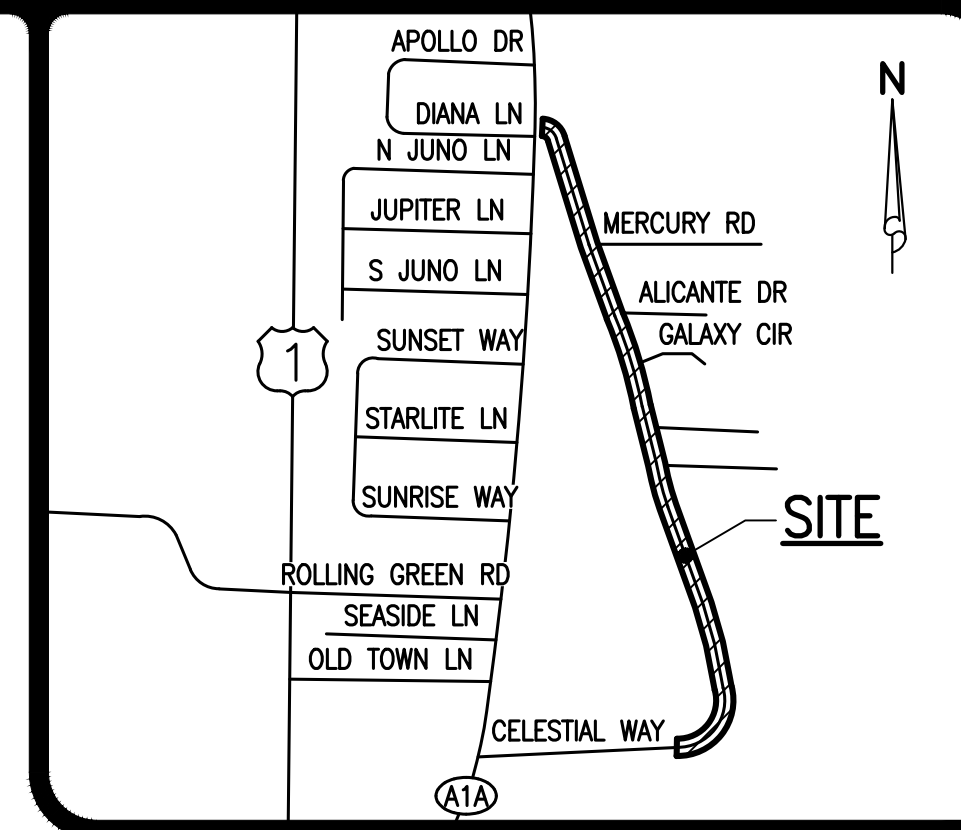 APOLLO DR
N
DIANA LN
N JUNO LN
JUPITER LN
MERCURY RD
S JUNO LN
ALICANTE DR
GALAXY CIR
SUNSET WAY
1
STARLITE LN
SUNRISE WAY
SITE
ROLLING GREEN RD
SEASIDE LN
OLD TOWN LN
CELESTIAL WAY
A1A